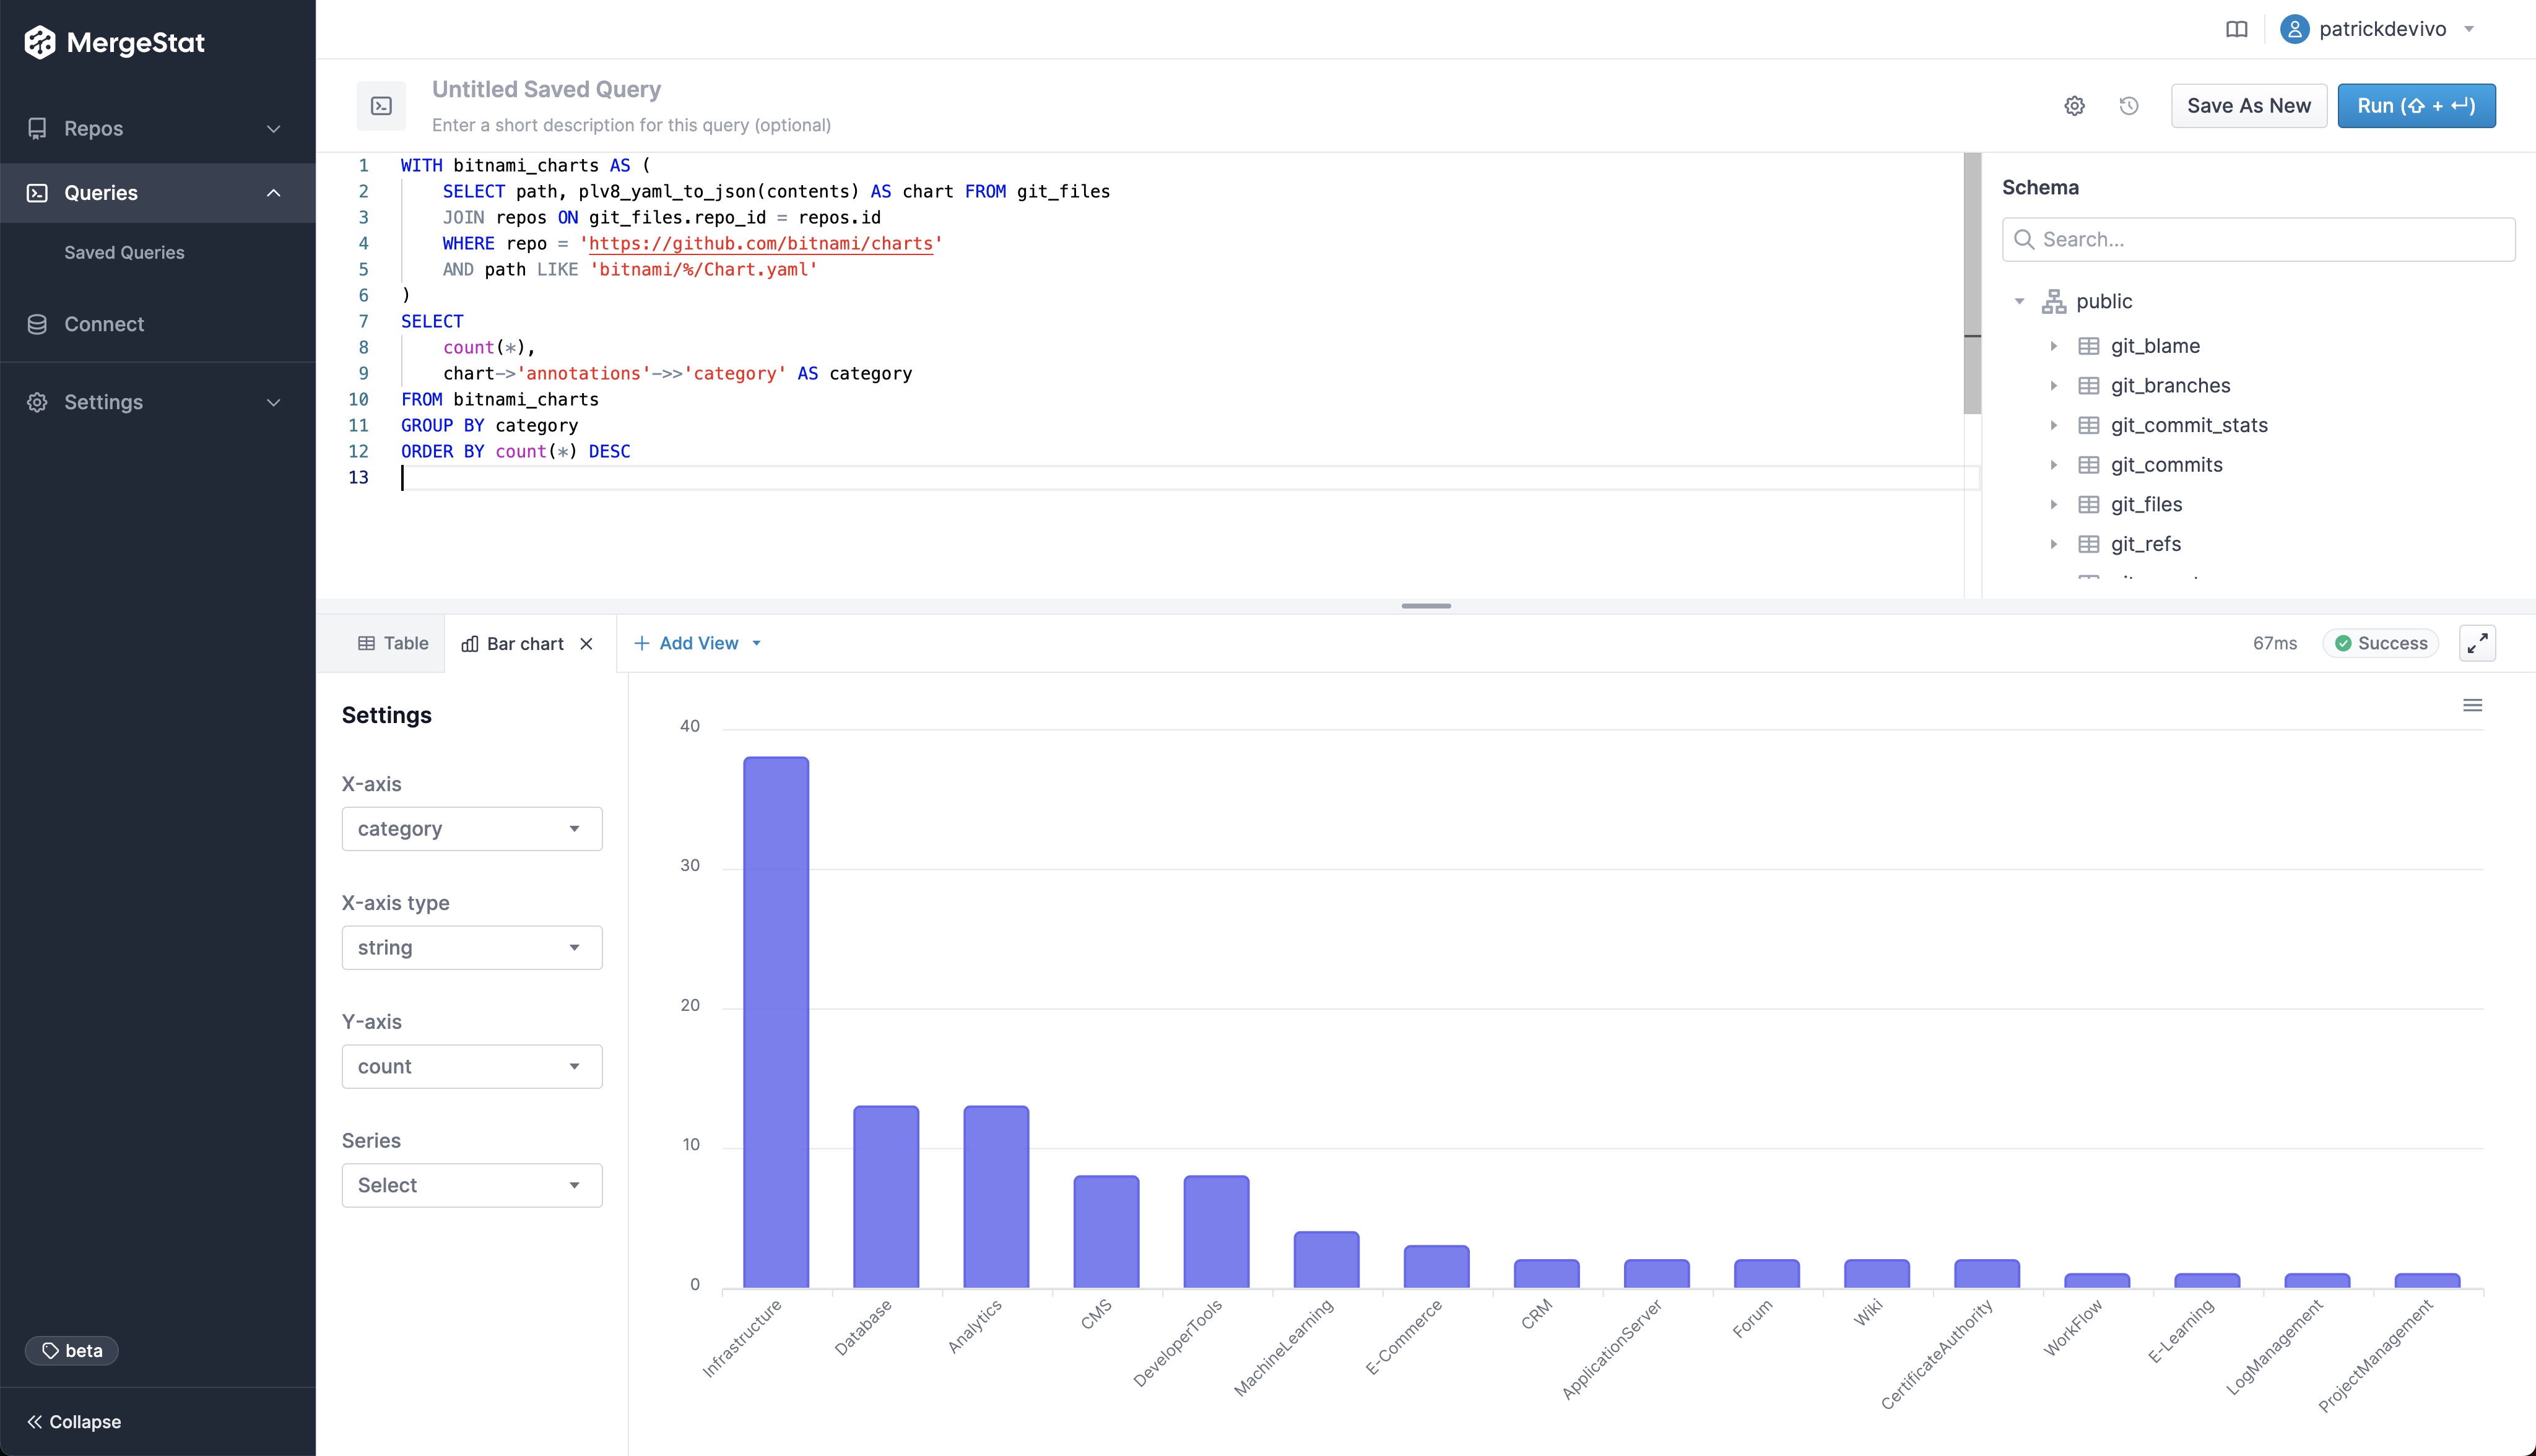 MergeStat
Repos
Queries
Saved Queries
Connect
Settings
beta
Collapse
patrickdevivo
Untitled Saved Query
Enter a short description for this query (optional)
Save As New
Run (⇧ + ↵)
1 WITH bitnami_charts AS (
2 SELECT path, plv8_yaml_to_json(contents) AS chart FROM git_files
3 JOIN repos ON git_files.repo_id = repos.id
4 WHERE repo = 'https://github.com/bitnami/charts'
5 AND path LIKE 'bitnami/%/Chart.yaml'
6 )
7 SELECT
8 count(*),
9 chart->'annotations'->>'category' AS category
10 FROM bitnami_charts
11 GROUP BY category
12 ORDER BY count(*) DESC
13
Schema
Search...
public
git_blame
git_branches
git_commit_stats
git_commits
git_files
git_refs
Table
Bar chart
Add View
67ms
Success
Settings
X-axis
category
X-axis type
string
Y-axis
count
Series
Select
40
30
20
10
0
Infrastructure
Database
Analytics
CMS
DeveloperTools
MachineLearning
E-Commerce
CRM
ApplicationServer
Forum
Wiki
CertificateAuthority
WorkFlow
E-Learning
LogManagement
ProjectManagement